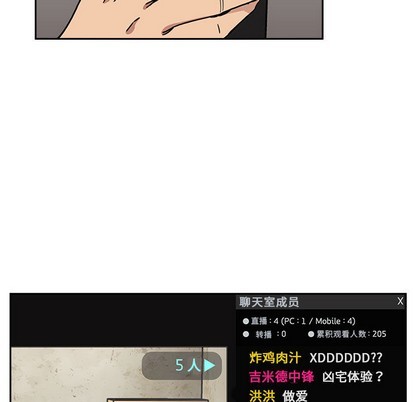 聊天室成员 X
●直播：4 (PC：1 / Mobile：4)
●转播：0 ●累积观看人数：205
5人▶
炸鸡肉汁 XDDDDDD??
吉米德中锋 凶宅体验？
洪洪 做爱